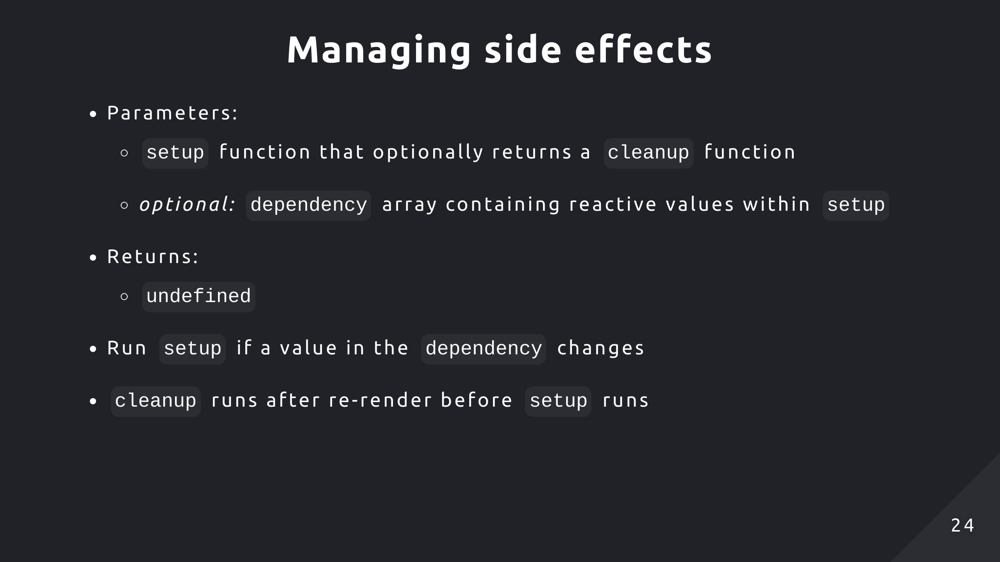 Managing side effects
Parameters:
setup function that optionally returns a cleanup function
optional: dependency array containing reactive values within setup
Returns:
undefined
Run setup if a value in the dependency changes
cleanup runs after re-render before setup runs
24